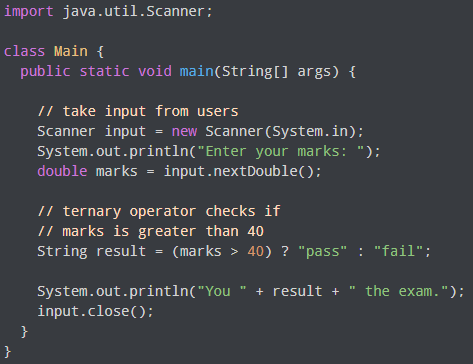 import java.util.Scanner;
class Main {
public static void main(String[] args) {
// take input from users
Scanner input = new Scanner(System.in);
System.out.println("Enter your marks: ");
double marks = input.nextDouble();
// ternary operator checks if
// marks is greater than 40
String result = (marks > 40) ? "pass" : "fail";
System.out.println("You " + result + " the exam.");
input.close();
}
}